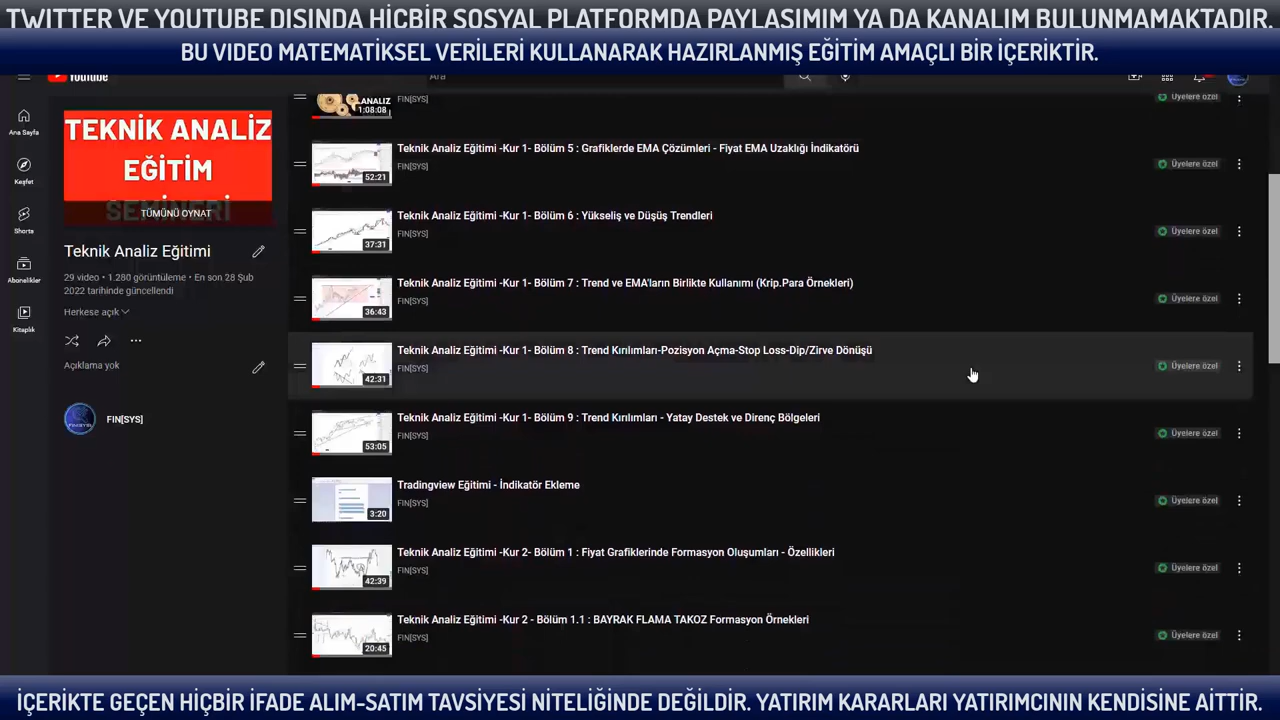 TWITTER VE YOUTUBE DISINDA HİCBİR SOSYAL PLATFORMDA PAYLASIMIM YA DA KANALIM BULUNMAMAKTADIR.
BU VIDEO MATEMATİKSEL VERİLERİ KULLANARAK HAZIRLANMIŞ EĞİTİM AMAÇLI BİR İÇERİKTİR.
YouTube
Ara
Ana Sayfa
Keşfet
Shorts
Abonelikler
Kitaplık
TEKNİK ANALİZ
EĞİTİM
SEMİNERİ
TÜMÜNÜ OYNAT
Teknik Analiz Eğitimi
29 video • 1.280 görüntüleme • En son 28 Şub
2022 tarihinde güncellendi
Herkese açık
Açıklama yok
FIN[SYS]
ANALIZ
1:08:08
FIN[SYS]
Üyelere özel
52:21
Teknik Analiz Eğitimi -Kur 1- Bölüm 5 : Grafiklerde EMA Çözümleri - Fiyat EMA Uzaklığı İndikatörü
FIN[SYS]
Üyelere özel
37:31
Teknik Analiz Eğitimi -Kur 1- Bölüm 6 : Yükseliş ve Düşüş Trendleri
FIN[SYS]
Üyelere özel
36:43
Teknik Analiz Eğitimi -Kur 1- Bölüm 7 : Trend ve EMA'ların Birlikte Kullanımı (Krip.Para Örnekleri)
FIN[SYS]
Üyelere özel
42:31
Teknik Analiz Eğitimi -Kur 1- Bölüm 8 : Trend Kırılımları-Pozisyon Açma-Stop Loss-Dip/Zirve Dönüşü
FIN[SYS]
Üyelere özel
53:05
Teknik Analiz Eğitimi -Kur 1- Bölüm 9 : Trend Kırılımları - Yatay Destek ve Direnç Bölgeleri
FIN[SYS]
Üyelere özel
3:20
Tradingview Eğitimi - İndikatör Ekleme
FIN[SYS]
Üyelere özel
42:39
Teknik Analiz Eğitimi -Kur 2- Bölüm 1 : Fiyat Grafiklerinde Formasyon Oluşumları - Özellikleri
FIN[SYS]
Üyelere özel
20:45
Teknik Analiz Eğitimi -Kur 2 - Bölüm 1.1 : BAYRAK FLAMA TAKOZ Formasyon Örnekleri
FIN[SYS]
Üyelere özel
İÇERİKTE GEÇEN HİÇBİR İFADE ALIM-SATIM TAVSİYESİ NİTELİĞİNDE DEĞİLDİR. YATIRIM KARARLARI YATIRIMCININ KENDİSİNE AİTTİR.